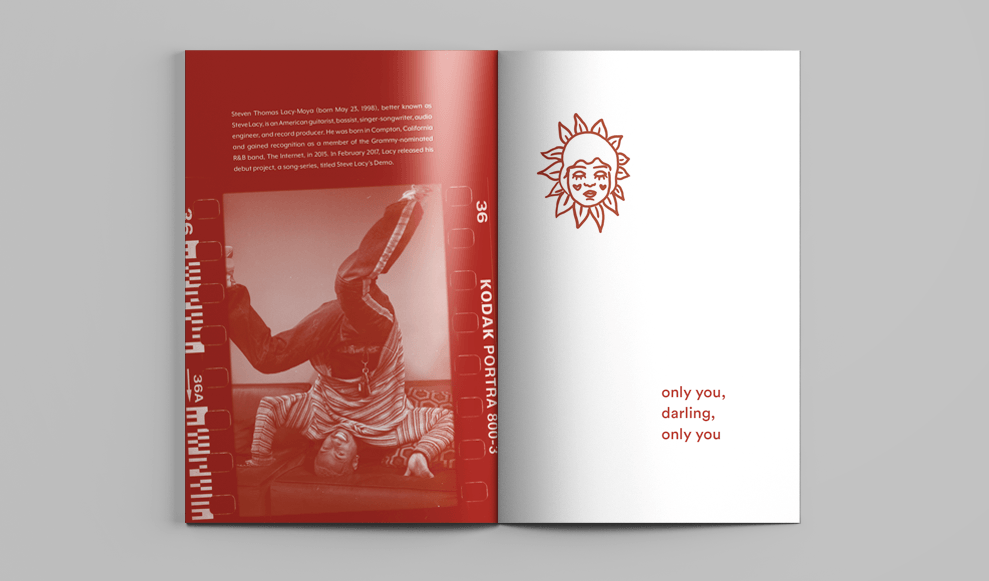 Steven Thomas Lacy-Moya (born May 23, 1998), better known as
Steve Lacy, is an American guitarist, bassist, singer-songwriter, audio
engineer, and record producer. He was born in Compton, California
and gained recognition as a member of the Grammy-nominated
R&B band, The Internet, in 2015. In February 2017, Lacy released his
debut project, a song-series, titled Steve Lacy's Demo.
36
36
KODAK PORTRA 800-3
36A
only you,
darling,
only you